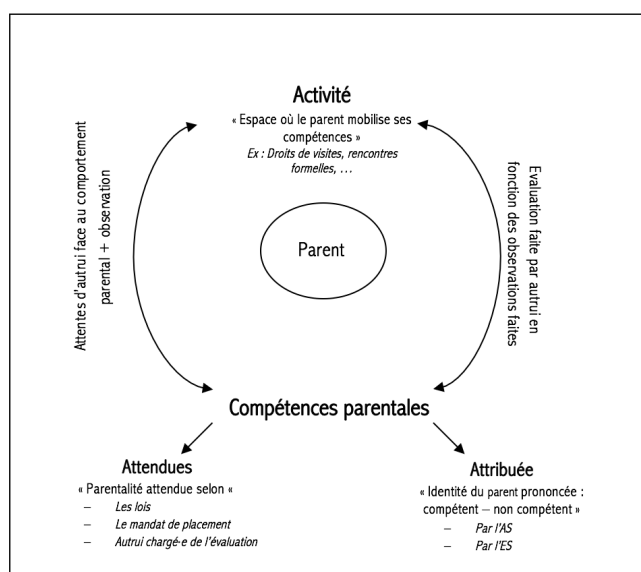 Activité
« Espace où le parent mobilise ses
compétences »
Ex : Droits de visites, rencontres
formelles, …
Attentes d'autrui face au comportement
parental + observation
Evaluation faite par autrui en
fonction des observations faites
Parent
Compétences parentales
Attendues
« Parentalité attendue selon «
– Les lois
– Le mandat de placement
– Autrui chargé·e de l'évaluation
Attribuée
« Identité du parent prononcée :
compétent – non compétent »
– Par l'AS
– Par l'ES